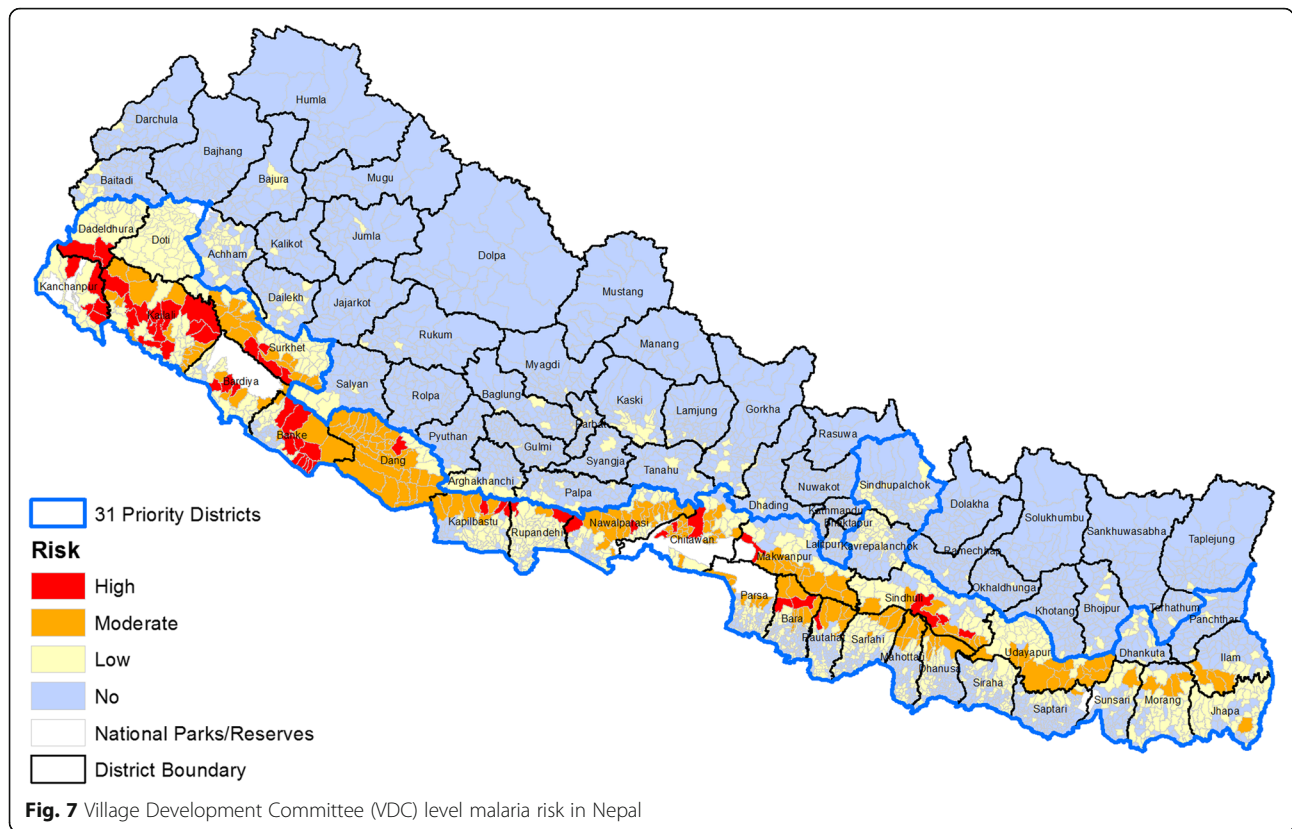 Humla
Darchula
Bajhang
Baitadi
Bajura
Mugu
Dadeldhura
Doti
Achham
Kalikot
Jumla
Dolpa
Kanchanpur
Dailekh
Jajarkot
Mustang
Kailali
Surkhet
Rukum
Manang
Bardiya
Salyan
Rolpa
Myagdi
Baglung
Kaski
Lamjung
Gorkha
Banke
Dang
Pyuthan
Parbat
Gulmi
Syangja
Tanahu
Rasuwa
Nuwakot
Sindhupalchok
Arghakhanchi
Palpa
Dhading
Kathmandu
Bhaktapur
Dolakha
Solukhumbu
Sankhuwasabha
Taplejung
Kapilbastu
Rupandehi
Nawalparasi
Chitawan
Makwanpur
Lalitpur
Kavrepalanchok
Ramechhap
Okhaldhunga
Khotang
Bhojpur
Terhathum
Panchthar
Parsa
Bara
Rautahat
Sarlahi
Sindhuli
Mahottari
Dhanusa
Siraha
Udayapur
Saptari
Dhankuta
Sunsari
Morang
Ilam
Jhapa
31 Priority Districts
Risk
High
Moderate
Low
No
National Parks/Reserves
District Boundary
Fig. 7 Village Development Committee (VDC) level malaria risk in Nepal